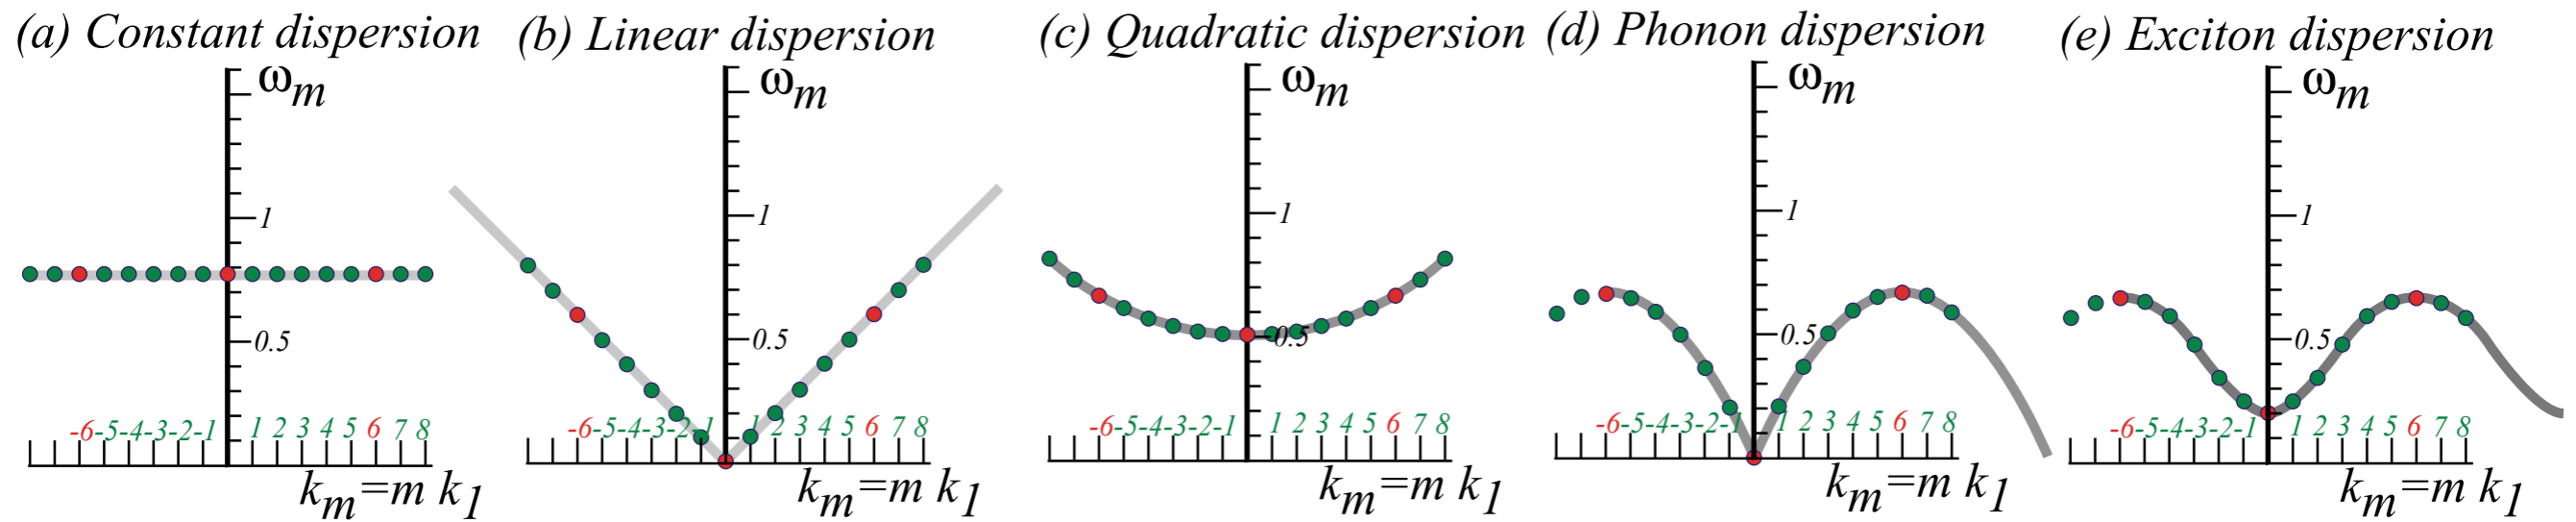 (a) Constant dispersion
ωm
1
0.5
-6-5-4-3-2-1 1 2 3 4 5 6 7 8
km=m k1
(b) Linear dispersion
ωm
1
0.5
-6-5-4-3-2-1 1 2 3 4 5 6 7 8
km=m k1
(c) Quadratic dispersion
ωm
1
0.5
-6-5-4-3-2-1 1 2 3 4 5 6 7 8
km=m k1
(d) Phonon dispersion
ωm
1
0.5
-6-5-4-3-2-1 1 2 3 4 5 6 7 8
km=m k1
(e) Exciton dispersion
ωm
1
0.5
-6-5-4-3-2-1 1 2 3 4 5 6 7 8
km=m k1